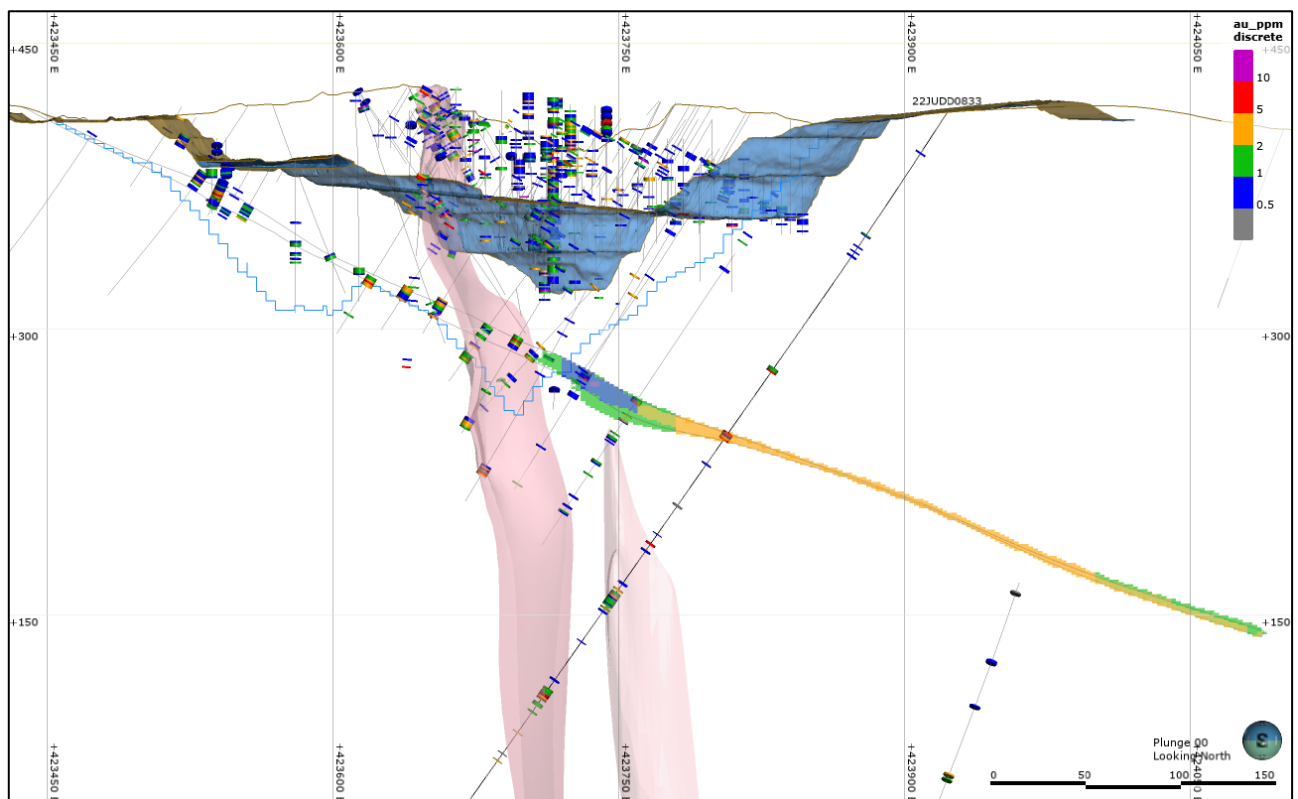 +423450 E
+423600 E
+423750 E
+423900 E
+424050 E
au_ppm
discrete
+450
+450
10
5
2
1
0.5
22JUDD0833
+300
+300
+150
+150
Plunge 00
Looking North
S
0 50 100 150
+423450 E
+423600 E
+423750 E
+423900 E
+424050 E